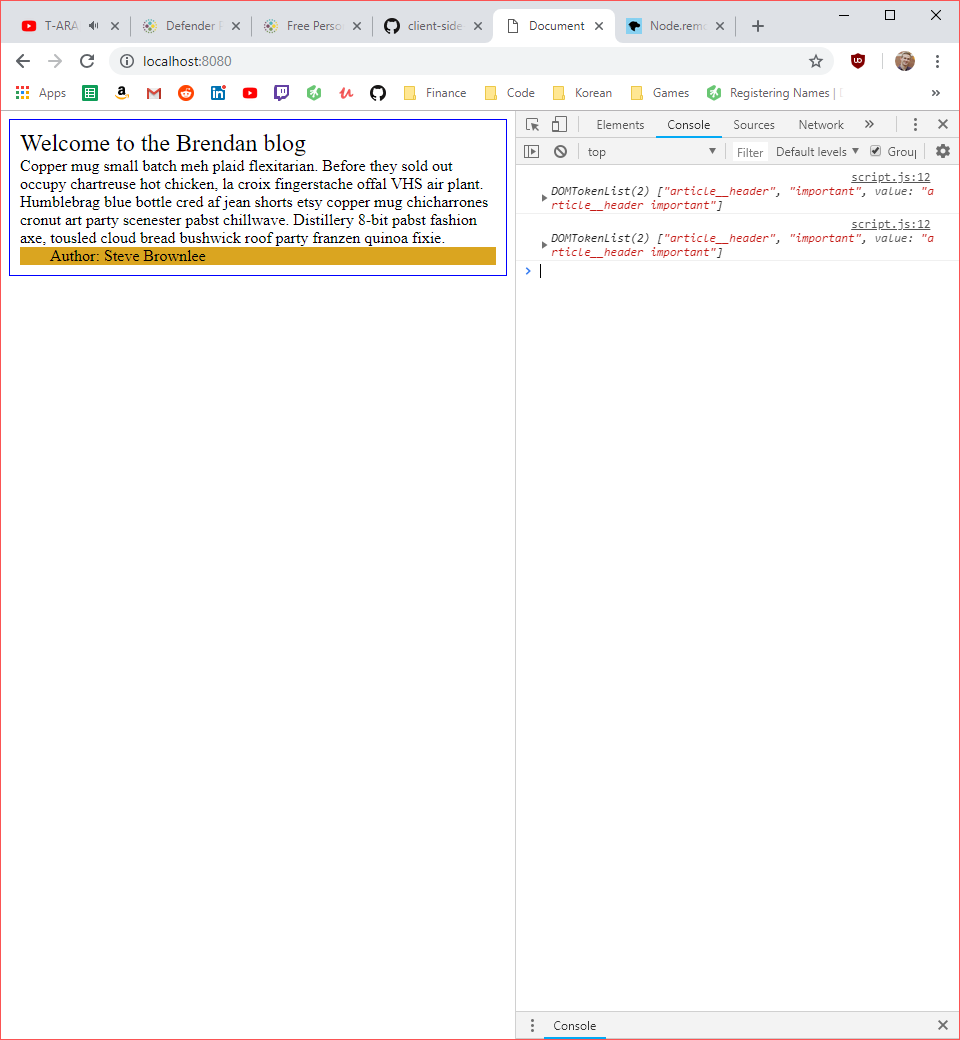 T-ARA
Defender P
Free Perso
client-side
Document
Node.remo
localhost:8080
Apps
Finance
Code
Korean
Games
Registering Names |
»
Welcome to the Brendan blog
Copper mug small batch meh plaid flexitarian. Before they sold out
occupy chartreuse hot chicken, la croix fingerstache offal VHS air plant.
Humblebrag blue bottle cred af jean shorts etsy copper mug chicharrones
cronut art party scenester pabst chillwave. Distillery 8-bit pabst fashion
axe, tousled cloud bread bushwick roof party franzen quinoa fixie.
Author: Steve Brownlee
Elements Console Sources Network »
top Filter Default levels Group
script.js:12
DOMTokenList(2) ["article__header", "important", value: "a
rticle__header important"]
script.js:12
DOMTokenList(2) ["article__header", "important", value: "a
rticle__header important"]
Console